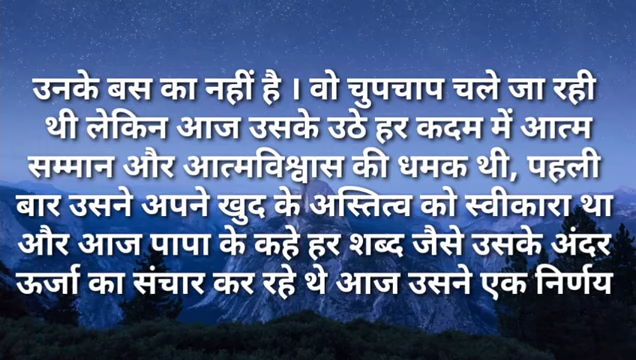 उनके बस का नहीं है । वो चुपचाप चले जा रही
थी लेकिन आज उसके उठे हर कदम में आत्म
सम्मान और आत्मविश्वास की धमक थी, पहली
बार उसने अपने खुद के अस्तित्व को स्वीकारा था
और आज पापा के कहे हर शब्द जैसे उसके अंदर
ऊर्जा का संचार कर रहे थे आज उसने एक निर्णय